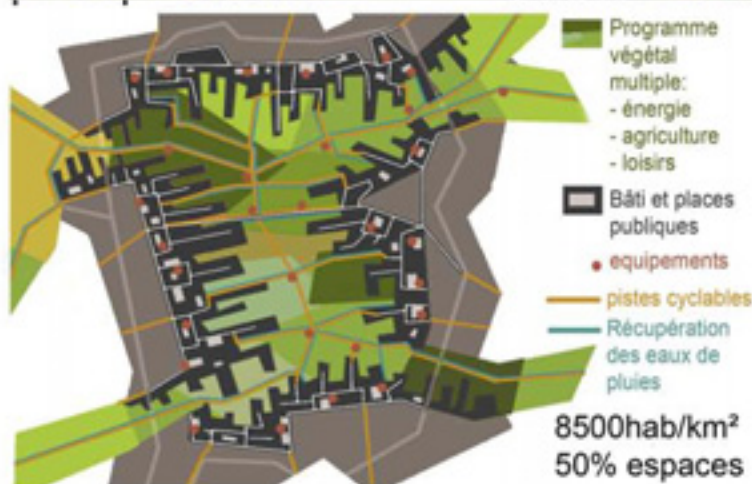 Programme
végétal
multiple:
- énergie
- agriculture
- loisirs
Bâti et places
publiques
equipements
pistes cyclables
Récupération
des eaux de
pluies
8500hab/km²
50% espaces